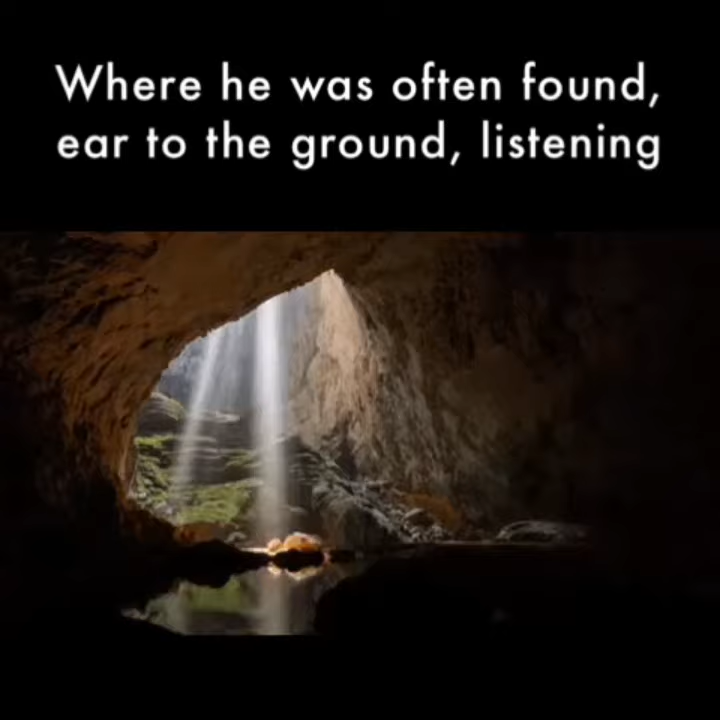 Where he was often found,
ear to the ground, listening